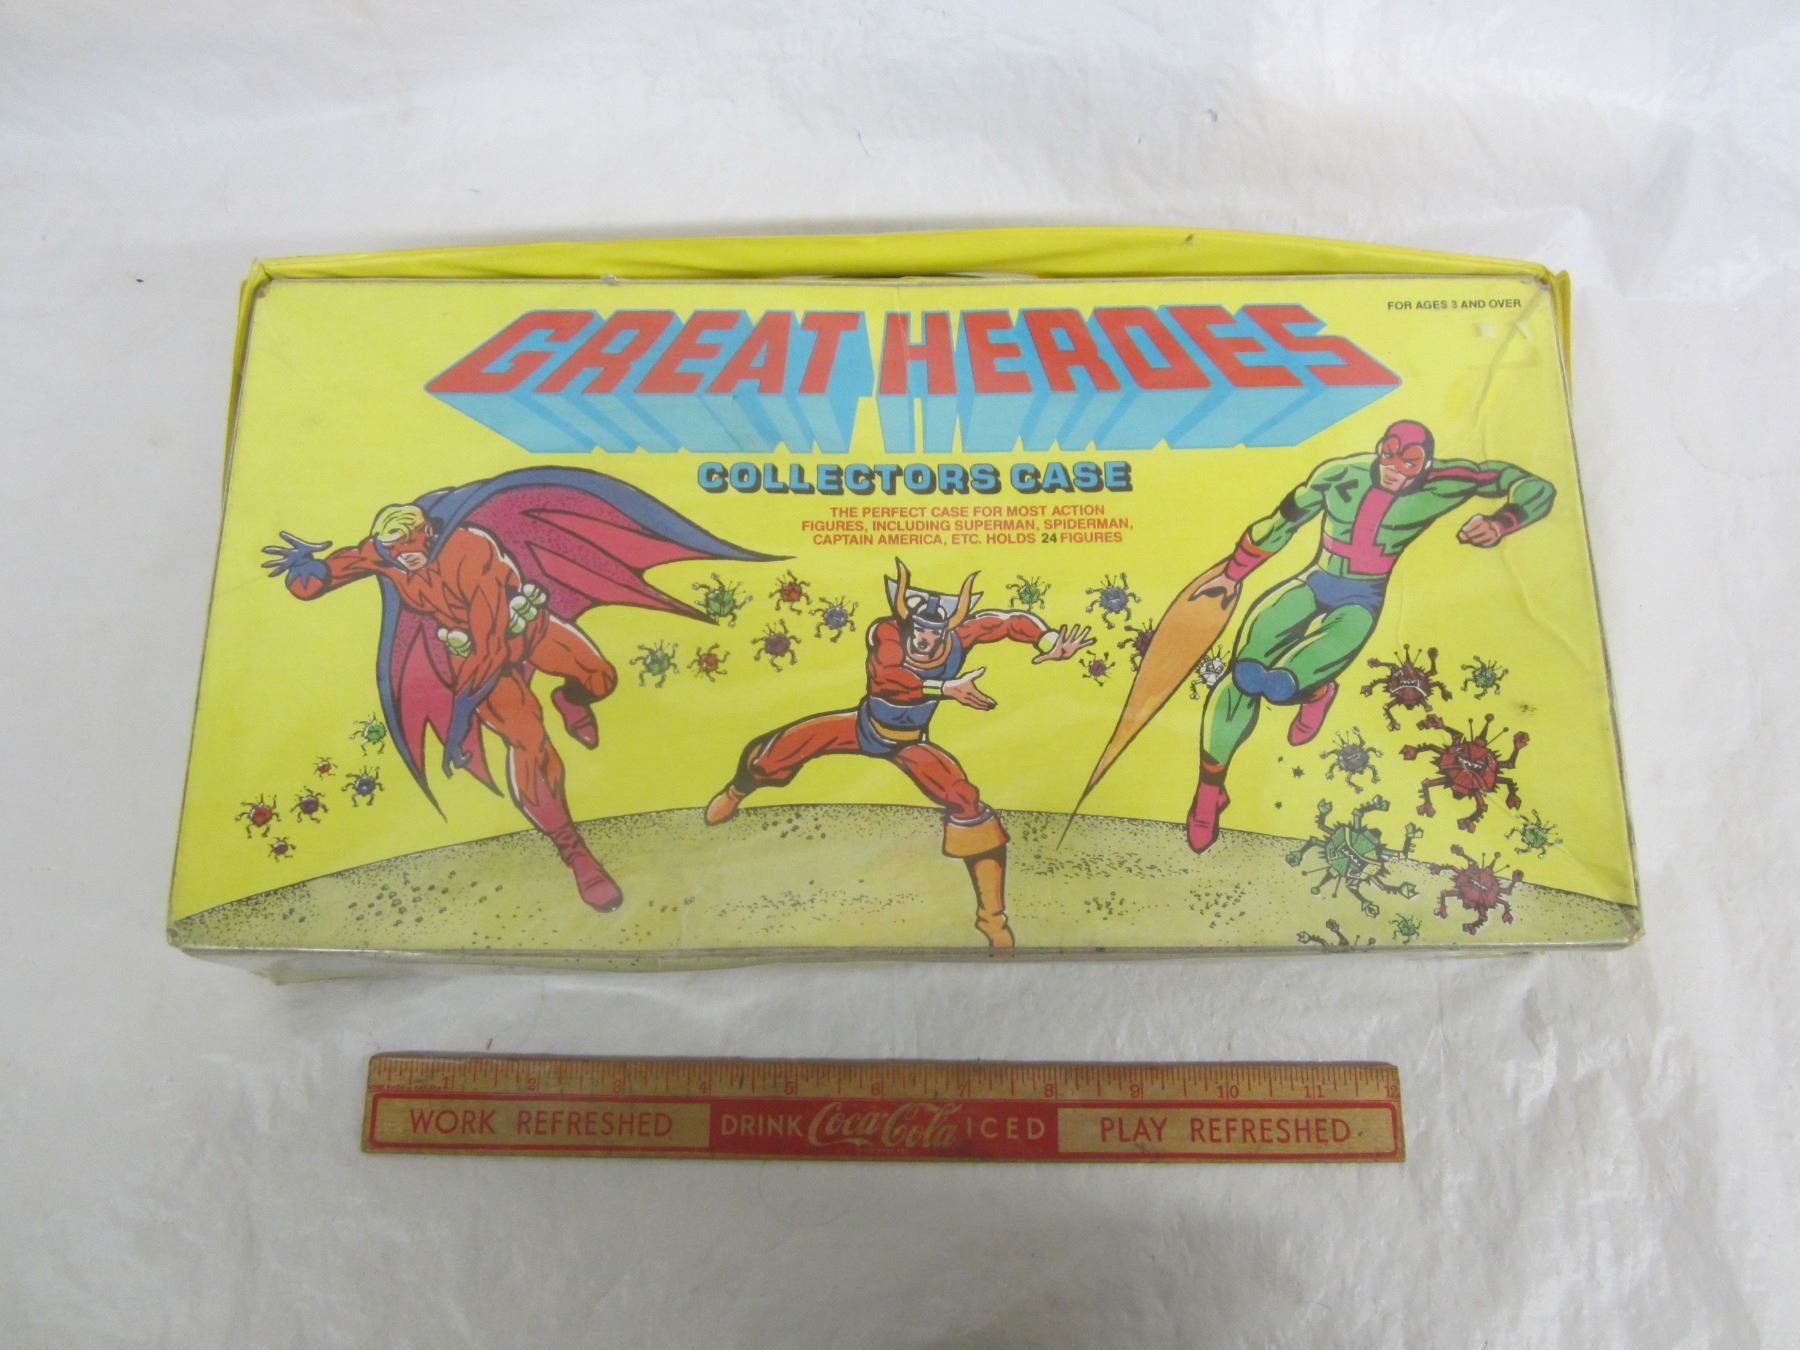 FOR AGES 3 AND OVER
GREAT HEROES
COLLECTORS CASE
THE PERFECT CASE FOR MOST ACTION
FIGURES, INCLUDING SUPERMAN, SPIDERMAN,
CAPTAIN AMERICA, ETC. HOLDS 24 FIGURES
1 2 3 4 5 6 7 8 9 10 11 12
WORK REFRESHED DRINK Coca-Cola ICED PLAY REFRESHED